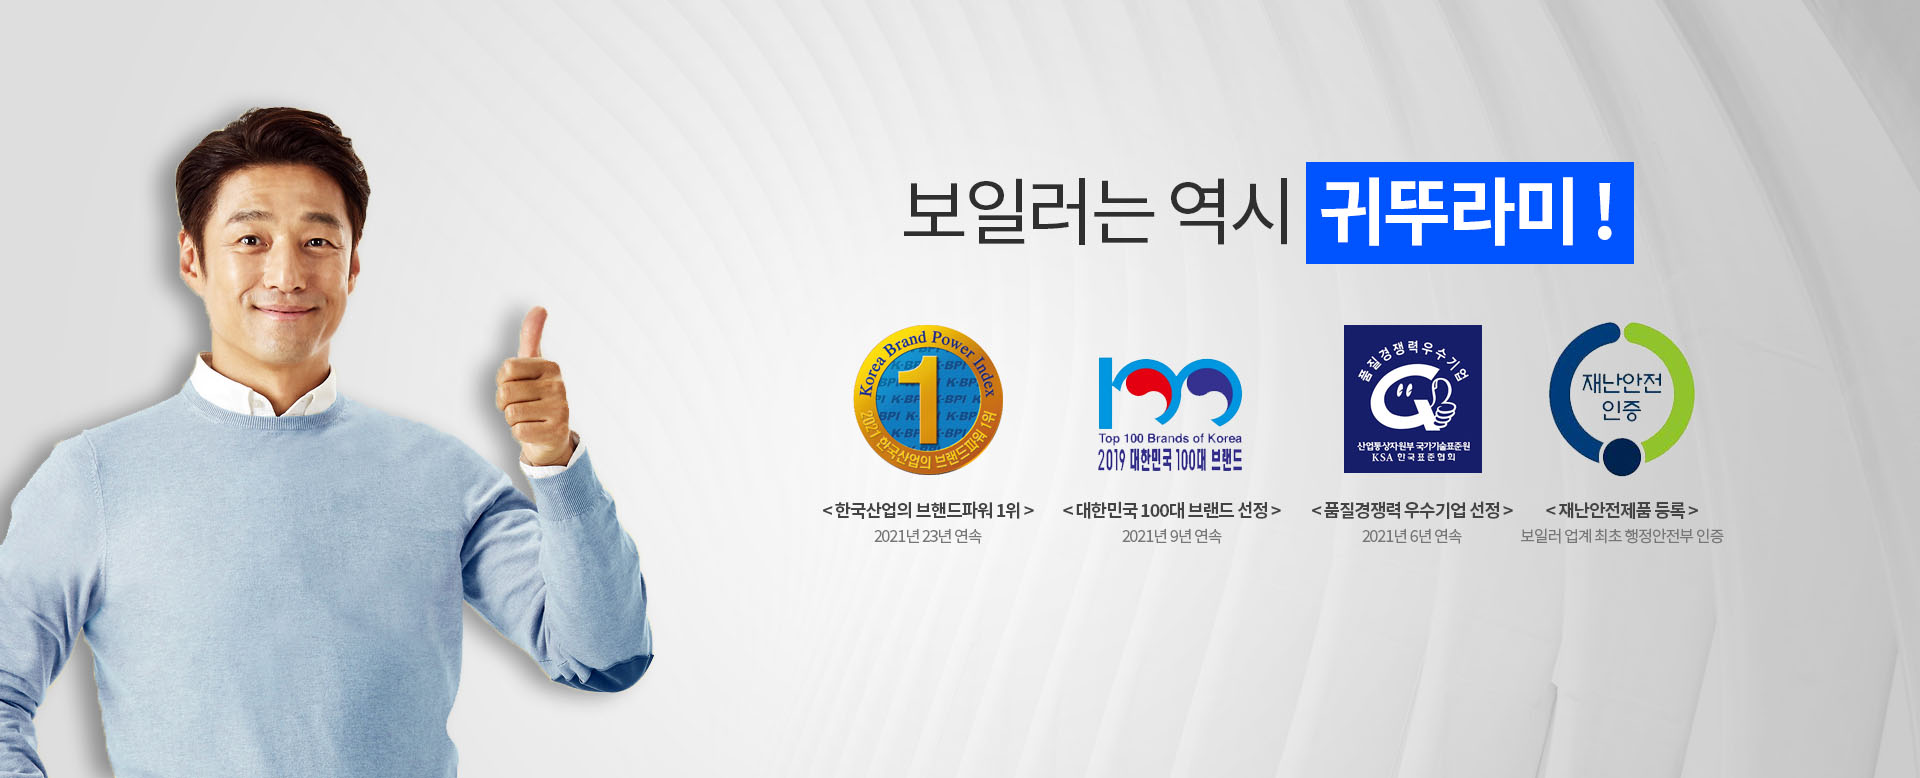 보일러는 역시 귀뚜라미 !
Korea Brand Power Index
K-BPI K-BPI
1
2021 한국산업의 브랜드파워 1위
Top 100 Brands of Korea
2019 대한민국 100대 브랜드
품질경쟁력우수기업
산업통상자원부 국가기술표준원
KSA 한국표준협회
재난안전
인증
< 한국산업의 브핸드파워 1위 >
2021년 23년 연속
< 대한민국 100대 브랜드 선정 >
2021년 9년 연속
< 품질경쟁력 우수기업 선정 >
2021년 6년 연속
< 재난안전제품 등록 >
보일러 업계 최초 행정안전부 인증